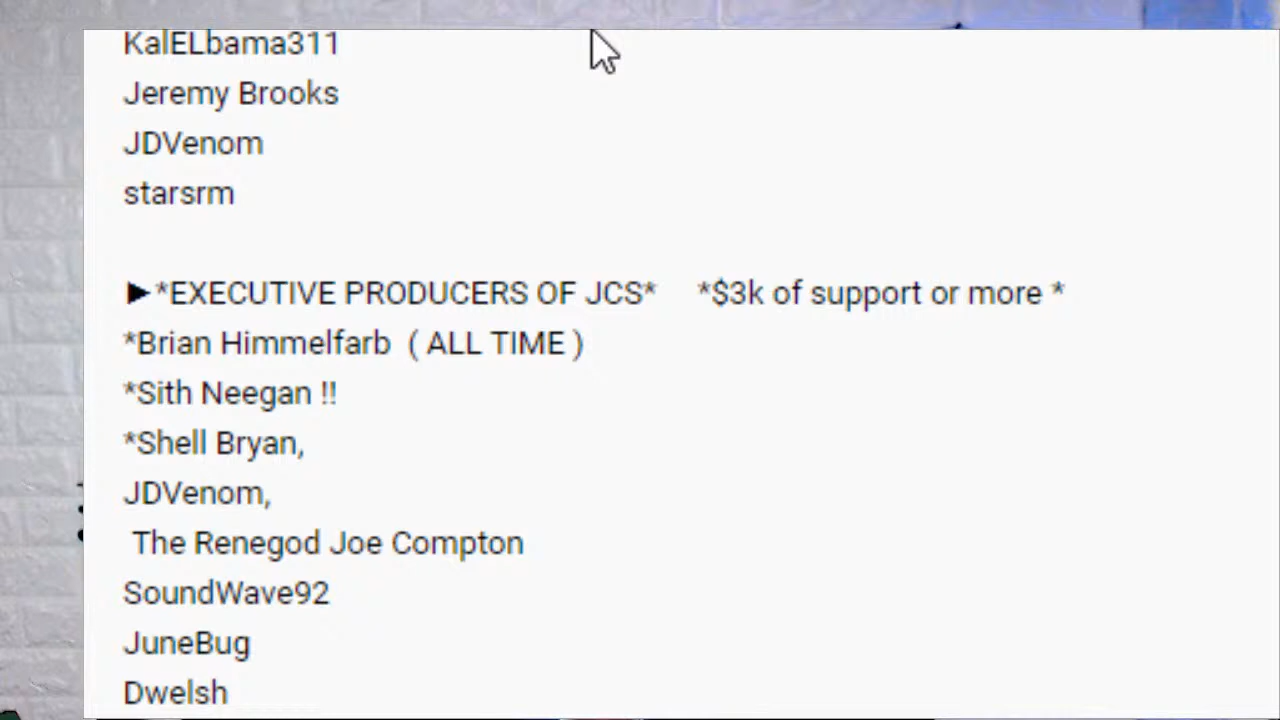 KalELbama311
Jeremy Brooks
JDVenom
starsrm
►*EXECUTIVE PRODUCERS OF JCS* *$3k of support or more *
*Brian Himmelfarb ( ALL TIME )
*Sith Neegan !!
*Shell Bryan,
JDVenom,
The Renegod Joe Compton
SoundWave92
JuneBug
Dwelsh